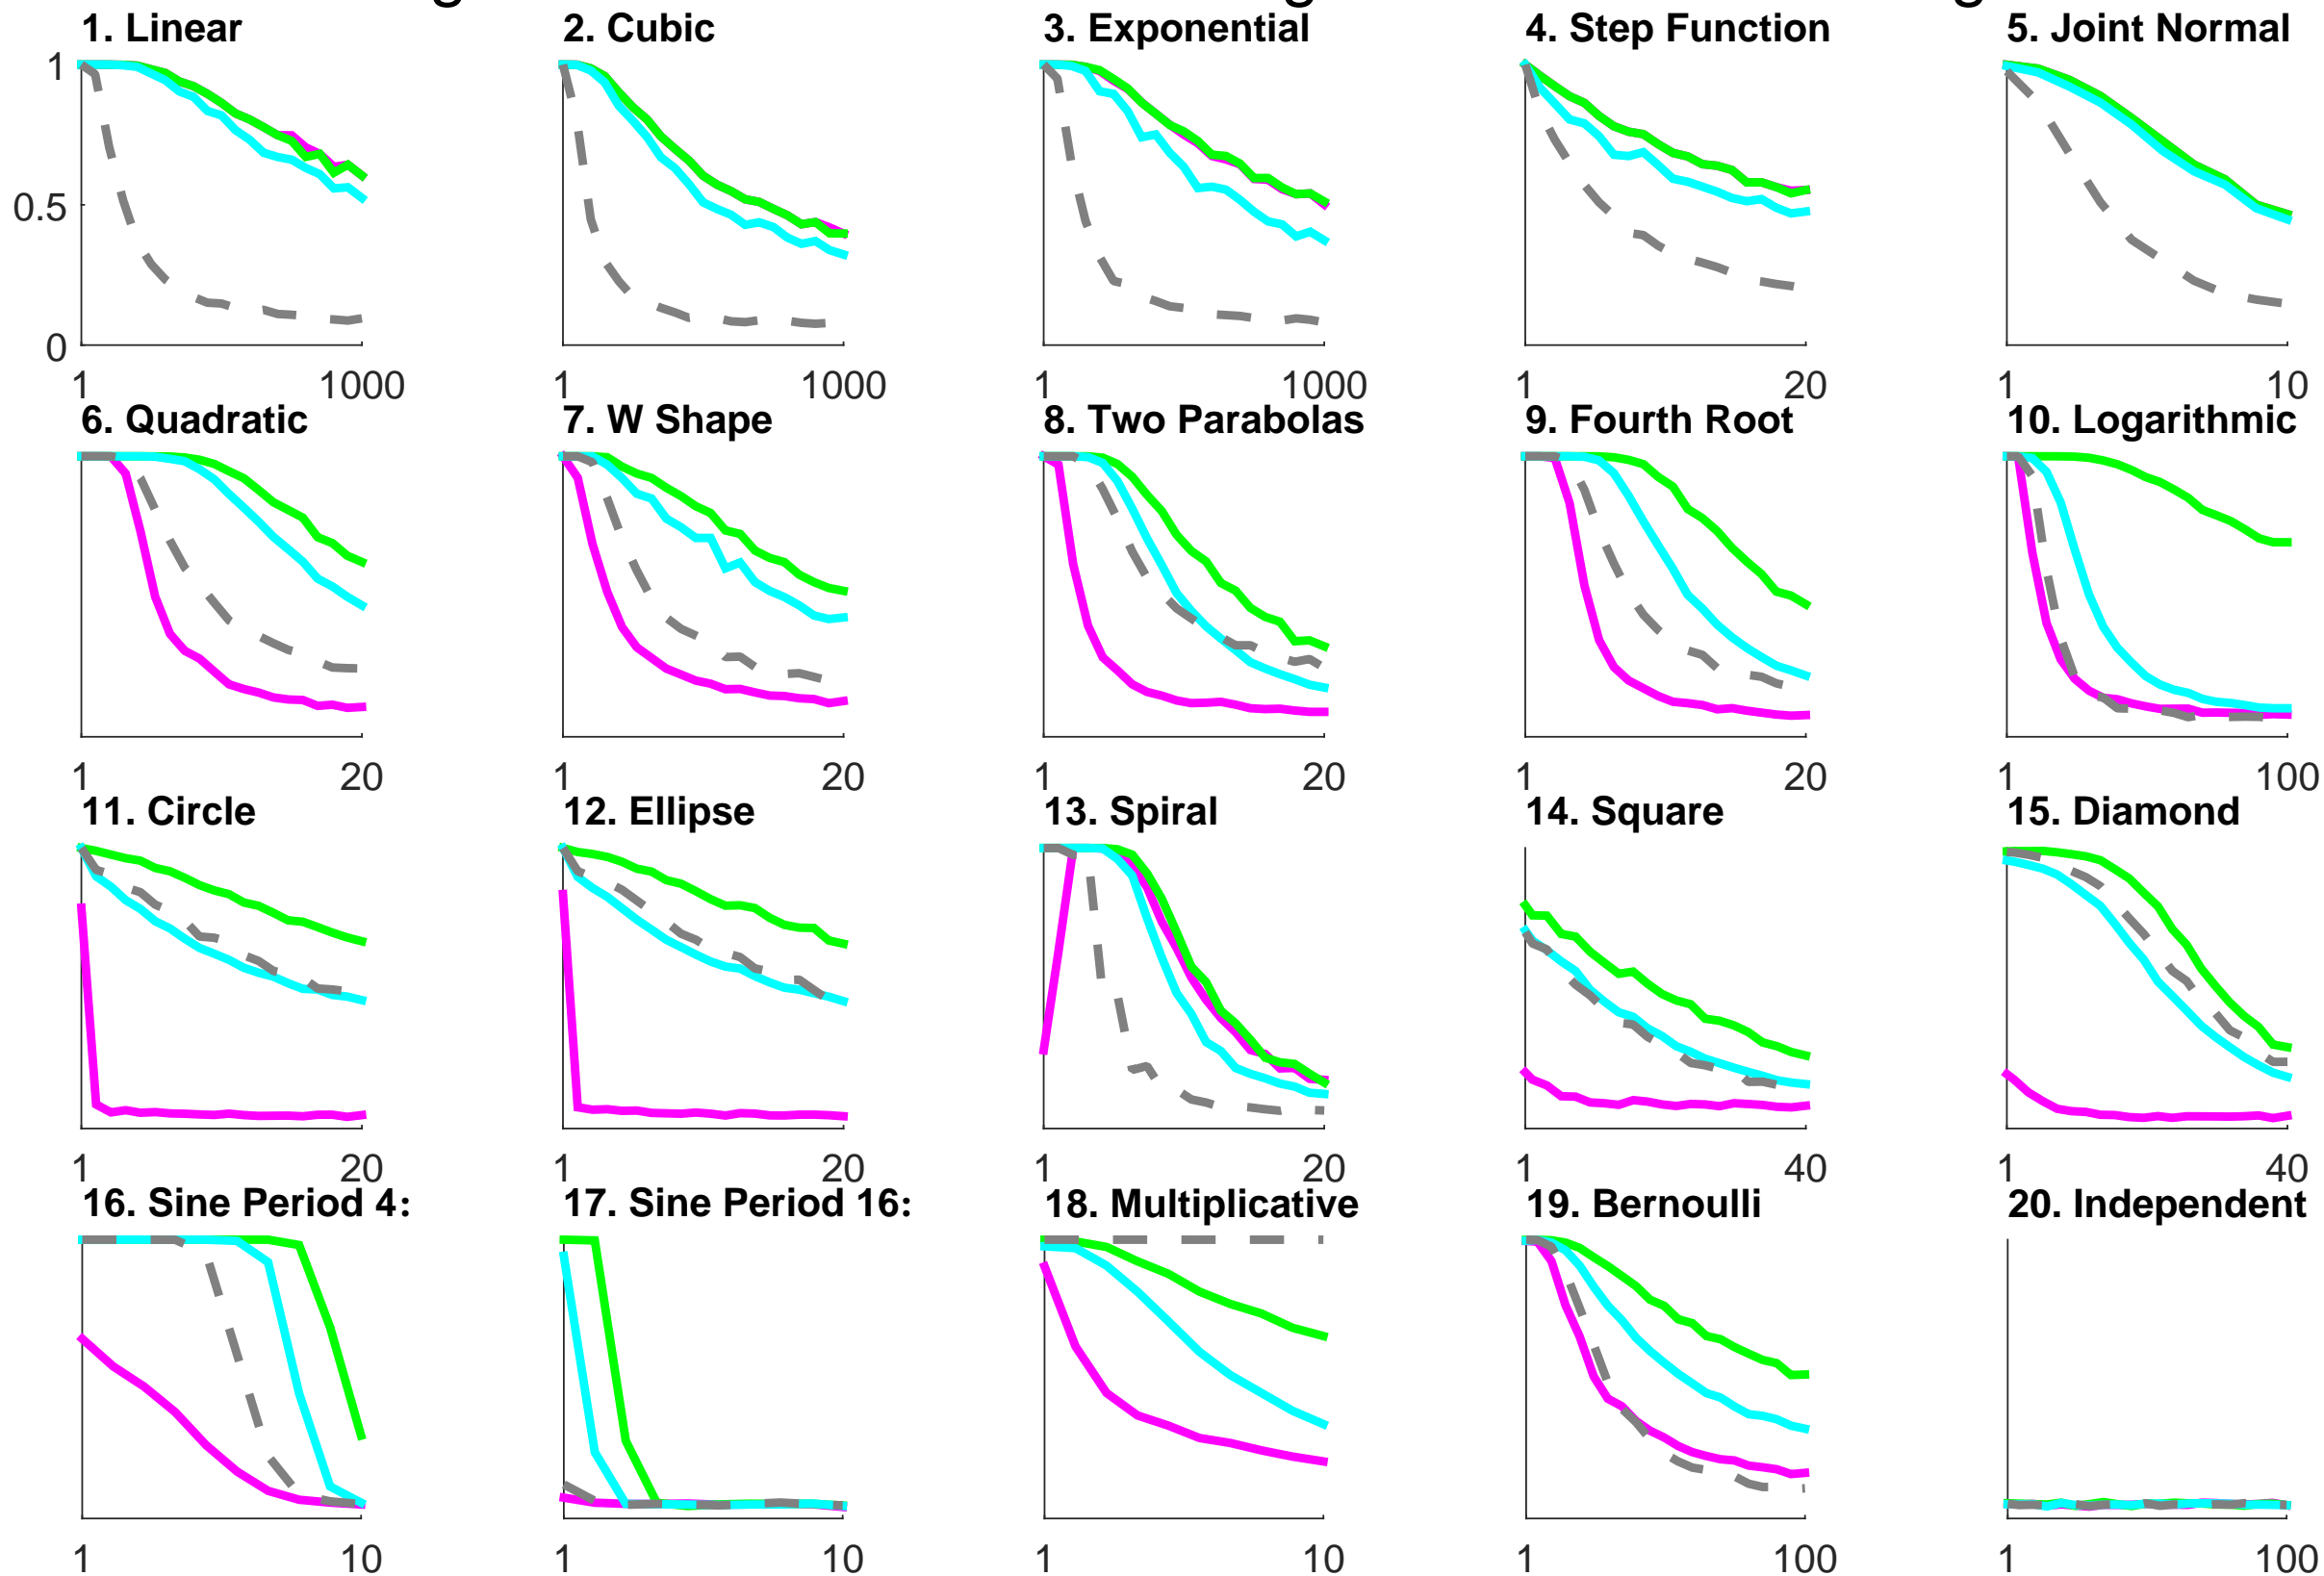 1. Linear 2. Cubic 3. Exponential 4. Step Function 5. Joint Normal
1
0.5
0
1 1000 1 1000 1 1000 1 20 1 10
6. Quadratic 7. W Shape 8. Two Parabolas 9. Fourth Root 10. Logarithmic
1 20 1 20 1 20 1 20 1 100
11. Circle 12. Ellipse 13. Spiral 14. Square 15. Diamond
1 20 1 20 1 20 1 40 1 40
16. Sine Period 4: 17. Sine Period 16: 18. Multiplicative 19. Bernoulli 20. Independent
1 10 1 10 1 10 1 100 1 100